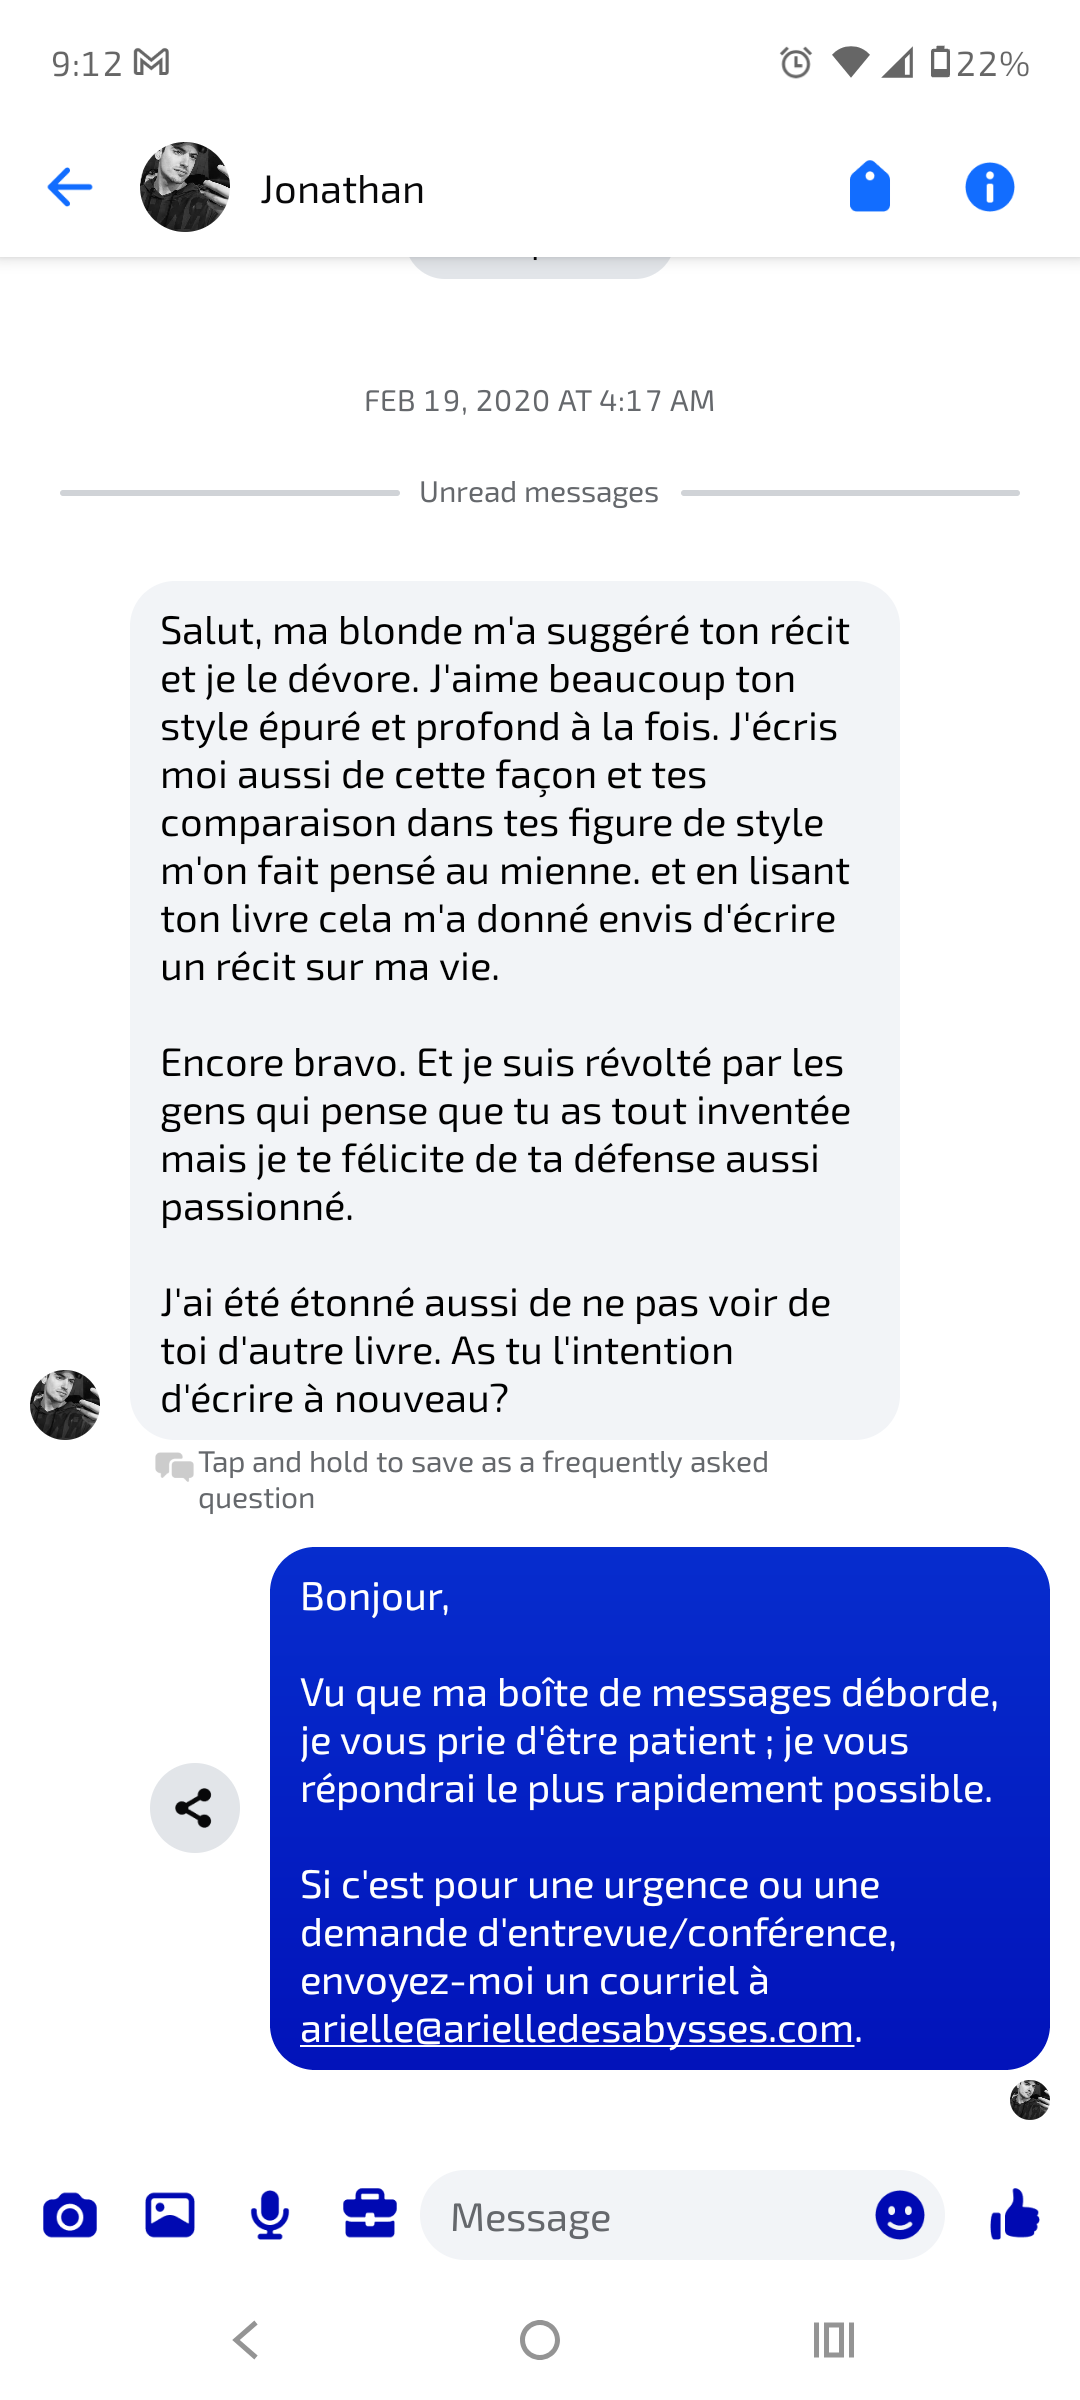 9:12
22%
Jonathan
FEB 19, 2020 AT 4:17 AM
Unread messages
Salut, ma blonde m'a suggéré ton récit
et je le dévore. J'aime beaucoup ton
style épuré et profond à la fois. J'écris
moi aussi de cette façon et tes
comparaison dans tes figure de style
m'on fait pensé au mienne. et en lisant
ton livre cela m'a donné envis d'écrire
un récit sur ma vie.
Encore bravo. Et je suis révolté par les
gens qui pense que tu as tout inventée
mais je te félicite de ta défense aussi
passionné.
J'ai été étonné aussi de ne pas voir de
toi d'autre livre. As tu l'intention
d'écrire à nouveau?
Tap and hold to save as a frequently asked
question
Bonjour,
Vu que ma boîte de messages déborde,
je vous prie d'être patient ; je vous
répondrai le plus rapidement possible.
Si c'est pour une urgence ou une
demande d'entrevue/conférence,
envoyez-moi un courriel à
arielle@arielledesabysses.com.
Message